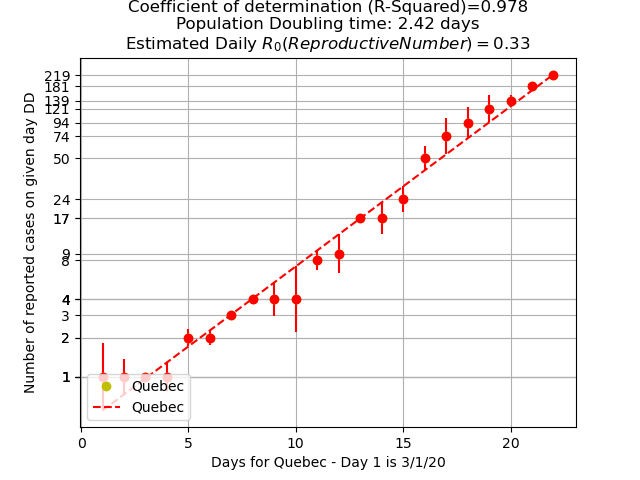 Coefficient of determination (R-Squared)=0.978
Population Doubling time: 2.42 days
Estimated Daily R₀(ReproductiveNumber) = 0.33
Number of reported cases on given day DD
219
181
139
121
94
74
50
24
17
9
8
4
3
2
1
Quebec
Quebec
0 5 10 15 20
Days for Quebec - Day 1 is 3/1/20